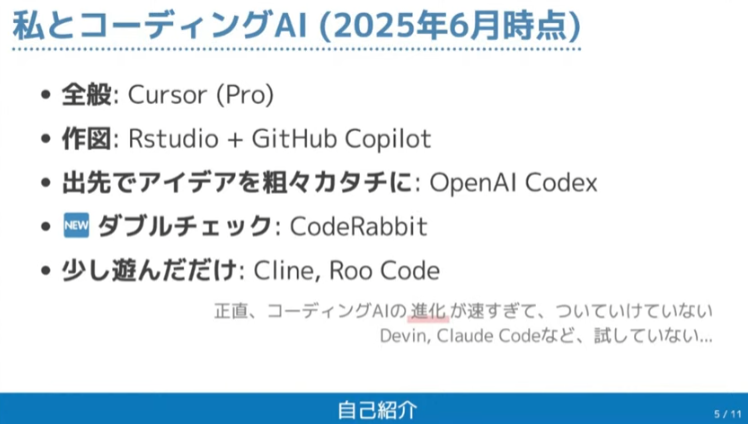 私とコーディングAI (2025年6月時点)
• 全般: Cursor (Pro)
• 作図: Rstudio + GitHub Copilot
• 出先でアイデアを粗々カタチに: OpenAI Codex
• NEW ダブルチェック: CodeRabbit
• 少し遊んだだけ: Cline, Roo Code
正直、コーディングAIの進化が速すぎて、ついていけていない
Devin, Claude Codeなど、試していない...
自己紹介
5 / 11